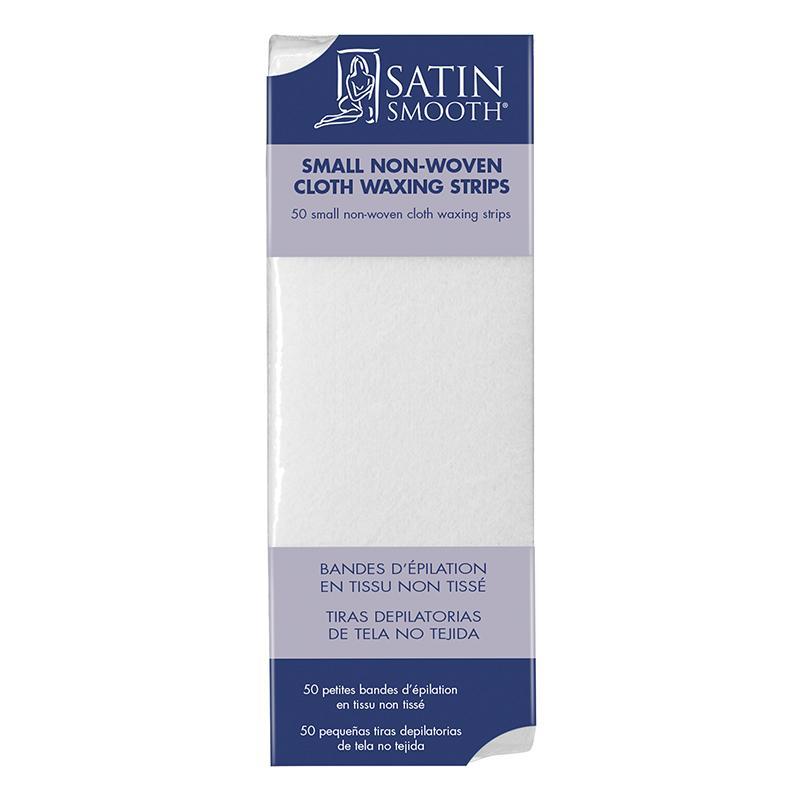 SATIN
SMOOTH®
SMALL NON-WOVEN
CLOTH WAXING STRIPS
50 small non-woven cloth waxing strips
BANDES D'ÉPILATION
EN TISSU NON TISSÉ
TIRAS DEPILATORIAS
DE TELA NO TEJIDA
50 petites bandes d'épilation
en tissu non tissé
50 pequeñas tiras depilatorias
de tela no tejida